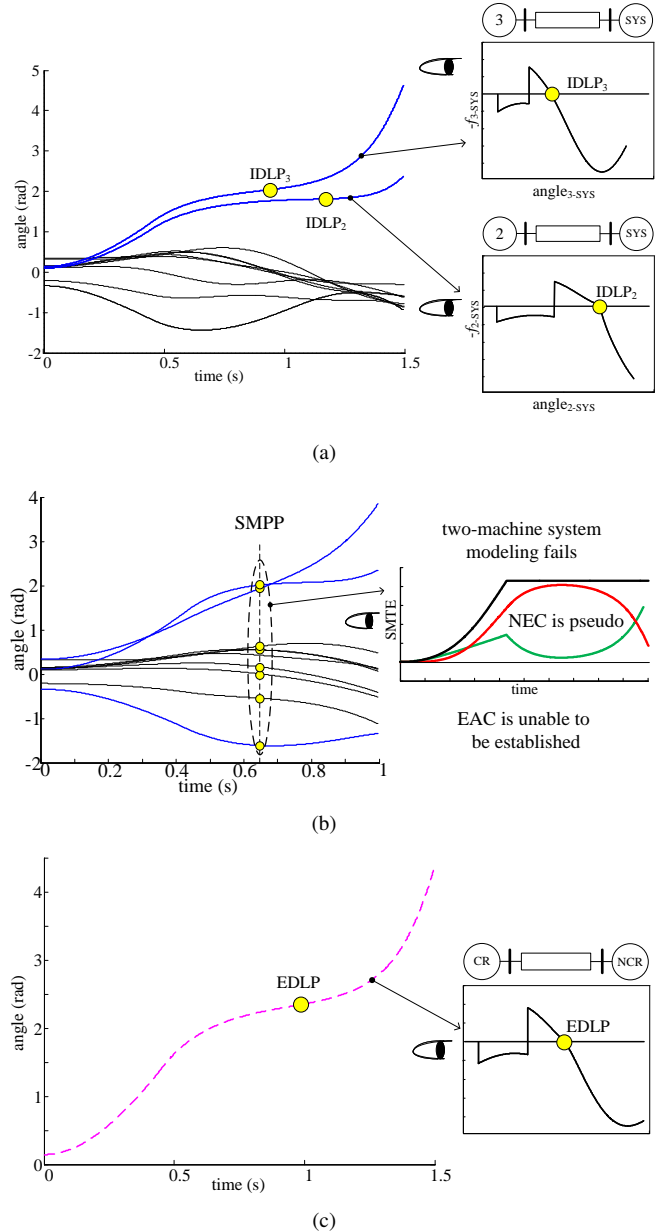 3
SYS
5
4
3
2
1
0
-1
-2
angle (rad)
IDLP3
IDLP2
0
0.5
1
1.5
time (s)
-f3-SYS
IDLP3
angle3-SYS
2
SYS
-f2-SYS
IDLP2
angle2-SYS
(a)
4
3
2
1
0
-1
-2
angle (rad)
SMPP
0
0.2
0.4
0.6
0.8
1
time (s)
two-machine system
modeling fails
SMTE
NEC is pseudo
time
EAC is unable to
be established
(b)
4
3
2
1
0
angle (rad)
EDLP
0
0.5
1.0
1.5
time (s)
CR
NCR
EDLP
(c)